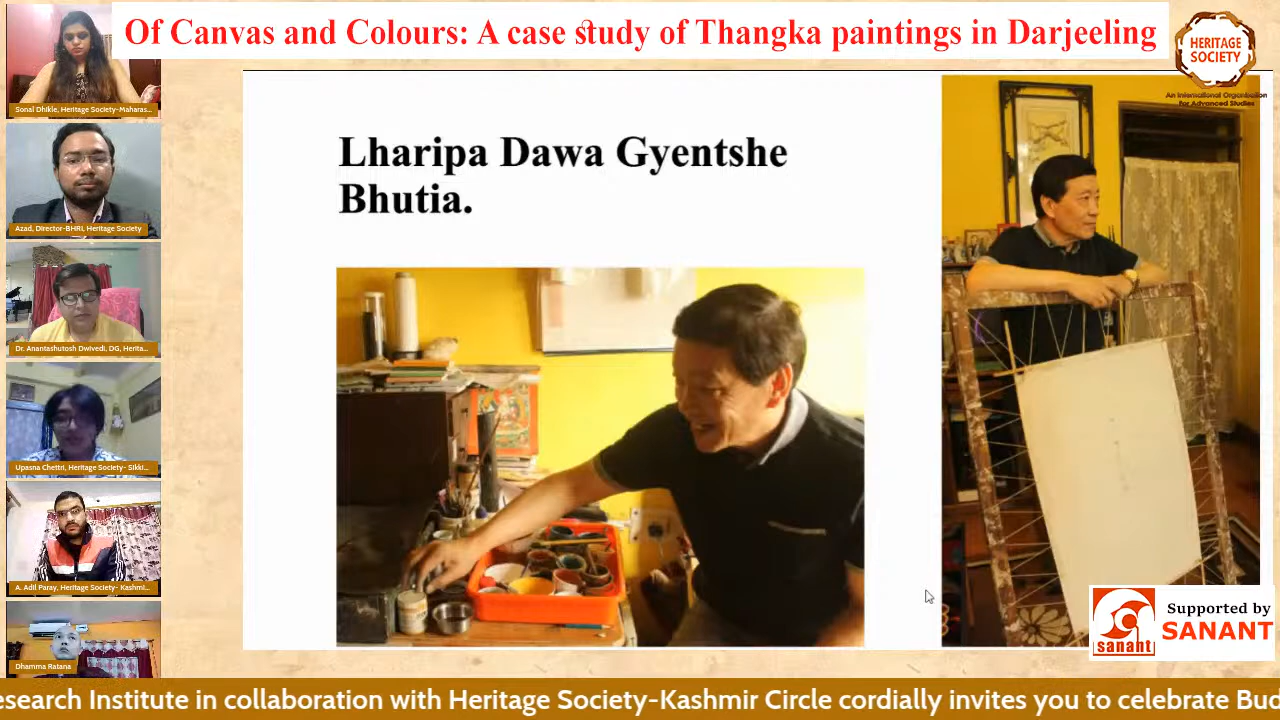 Of Canvas and Colours: A case study of Thangka paintings in Darjeeling
HERITAGE
SOCIETY
An International Organisation
For Advanced Studies
Lharipa Dawa Gyentshe
Bhutia.
Sonal Dhikle, Heritage Society-Maharas...
Azad, Director-BHRI, Heritage Society
Dr. Anantashutosh Dwivedi, DG, Herita...
Upasna Chettri, Heritage Society- Sikki...
A. Adil Paray, Heritage Society- Kashmi...
Dhamma Ratana
sanant
Supported by
SANANT
esearch Institute in collaboration with Heritage Society-Kashmir Circle cordially invites you to celebrate Bud